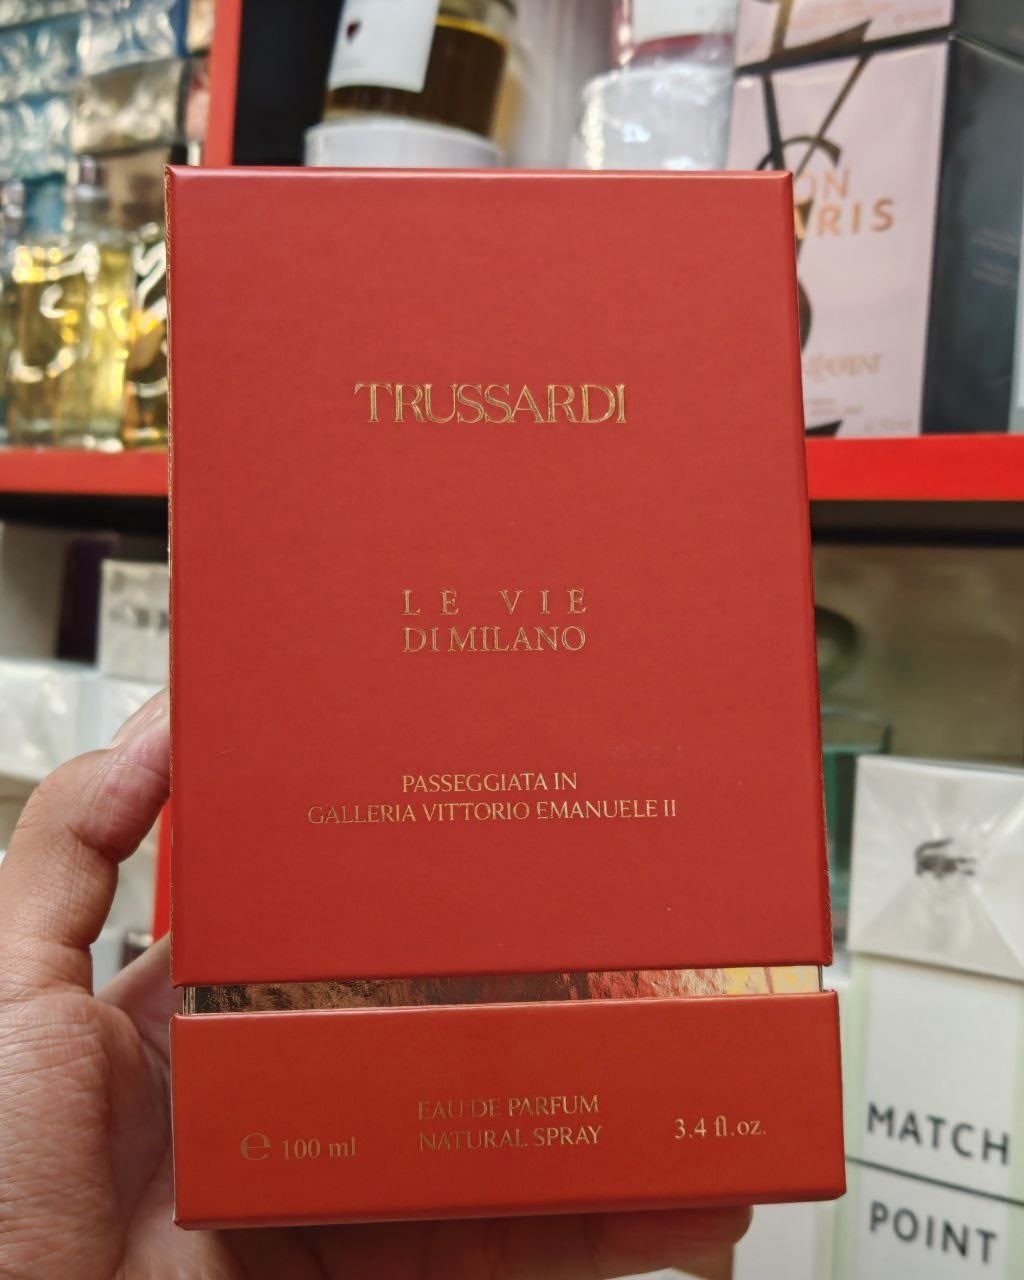 TRUSSARDI
LE VIE
DI MILANO
PASSEGGIATA IN
GALLERIA VITTORIO EMANUELE II
EAU DE PARFUM
NATURAL SPRAY
℮ 100 ml
3.4 fl.oz.
MATCH
POINT